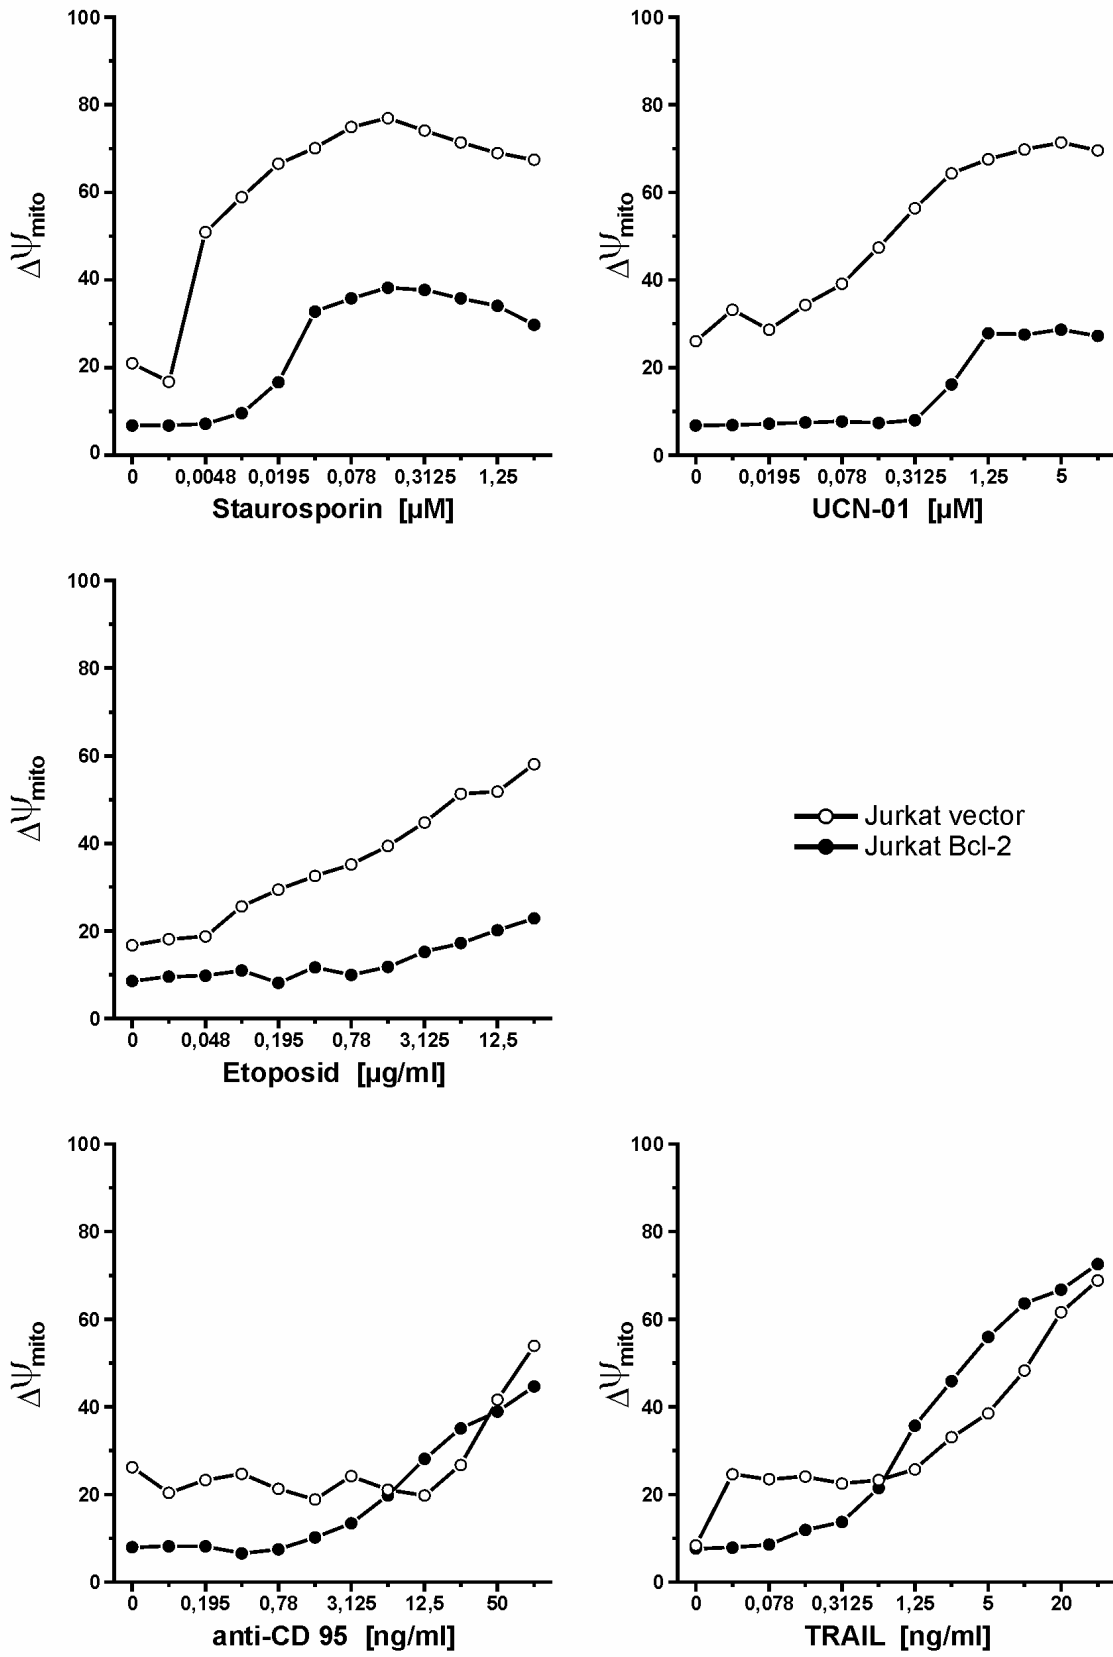 100
80
60
40
20
0
Δψmito
0 0,0048 0,0195 0,078 0,3125 1,25
Staurosporin [µM]
100
80
60
40
20
0
Δψmito
0 0,0195 0,078 0,3125 1,25 5
UCN-01 [µM]
100
80
60
40
20
0
Δψmito
0 0,048 0,195 0,78 3,125 12,5
Etoposid [µg/ml]
Jurkat vector
Jurkat Bcl-2
100
80
60
40
20
0
Δψmito
0 0,195 0,78 3,125 12,5 50
anti-CD 95 [ng/ml]
100
80
60
40
20
0
Δψmito
0 0,078 0,3125 1,25 5 20
TRAIL [ng/ml]